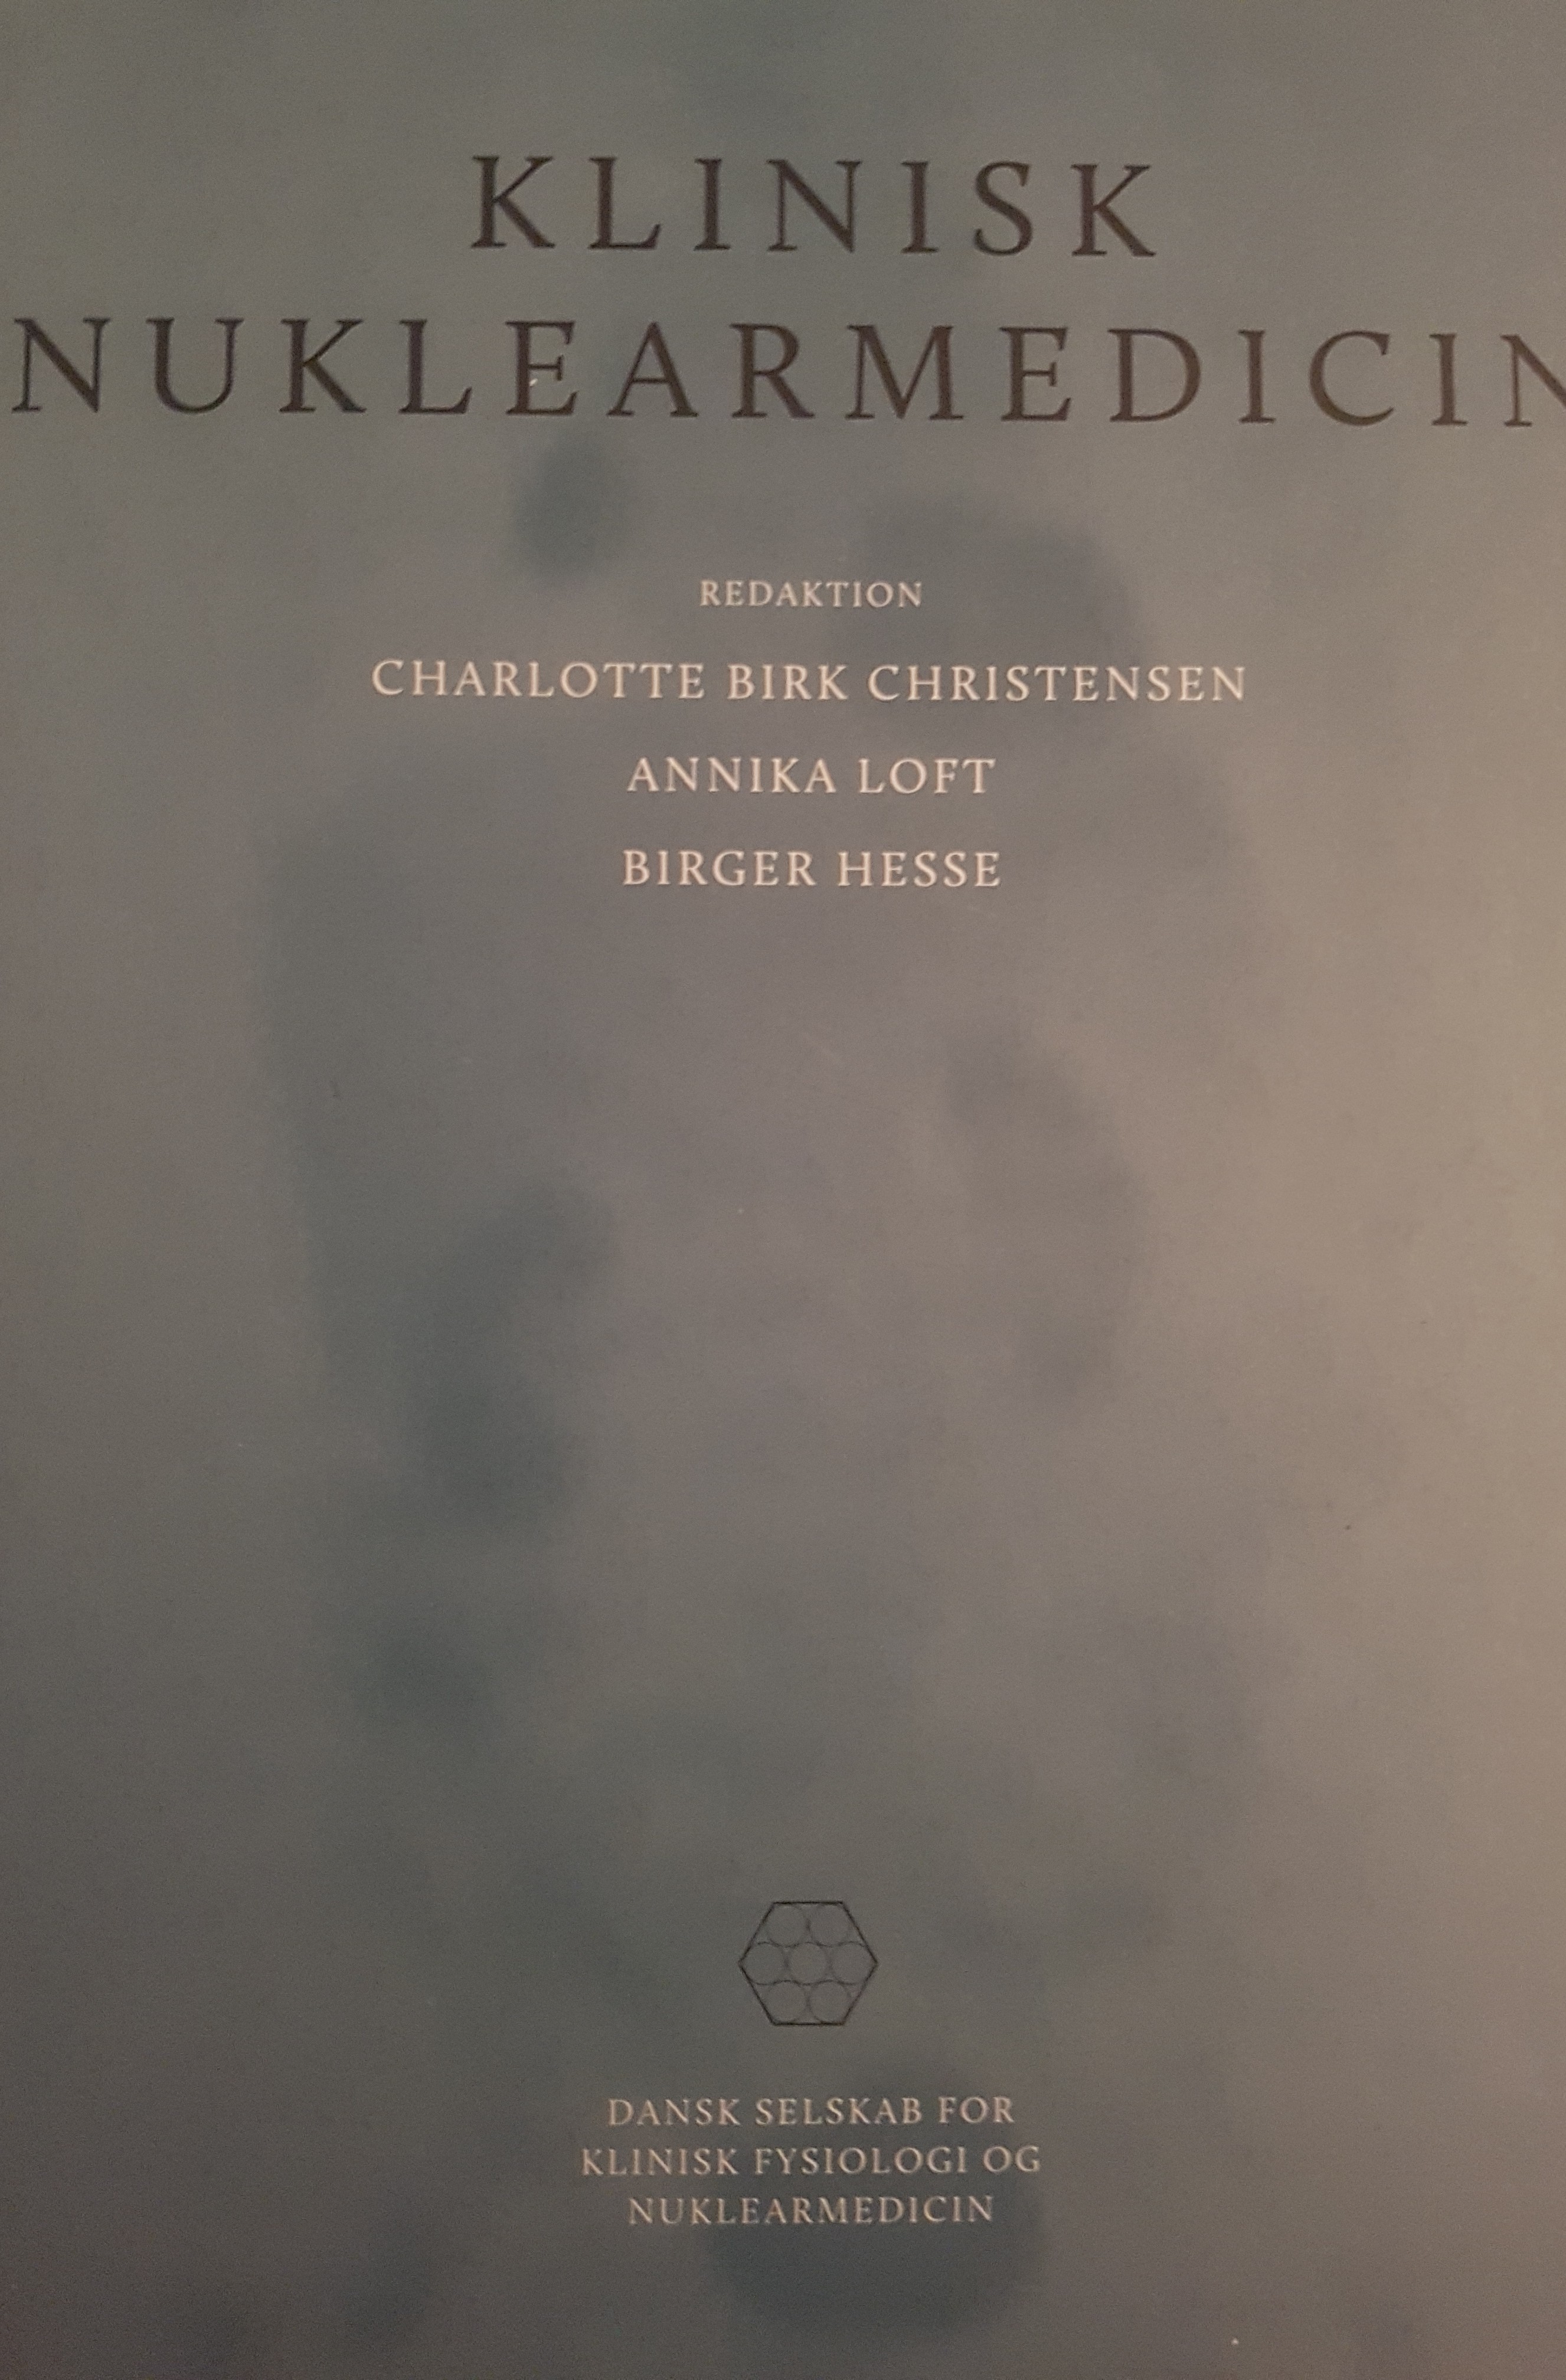 KLINISK
NUKLEARMEDICIN
REDAKTION
CHARLOTTE BIRK CHRISTENSEN
ANNIKA LOFT
BIRGER HESSE
DANSK SELSKAB FOR
KLINISK FYSIOLOGI OG
NUKLEARMEDICIN